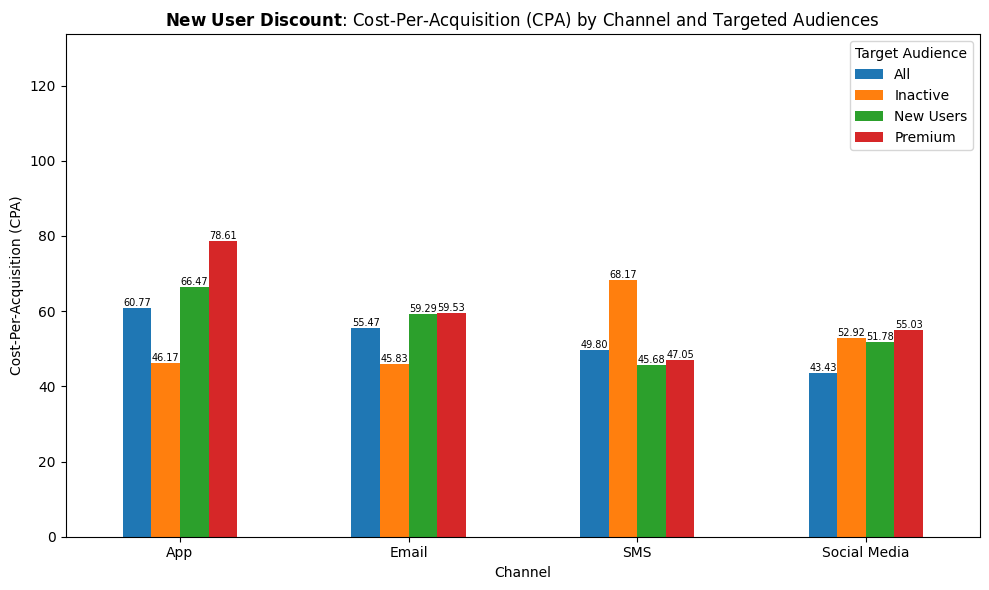 New User Discount: Cost-Per-Acquisition (CPA) by Channel and Targeted Audiences
Target Audience
All
Inactive
New Users
Premium
Cost-Per-Acquisition (CPA)
120
100
80
60
40
20
0
60.77
46.17
66.47
78.61
55.47
45.83
59.29
59.53
49.80
68.17
45.68
47.05
43.43
52.92
51.78
55.03
App
Email
SMS
Social Media
Channel